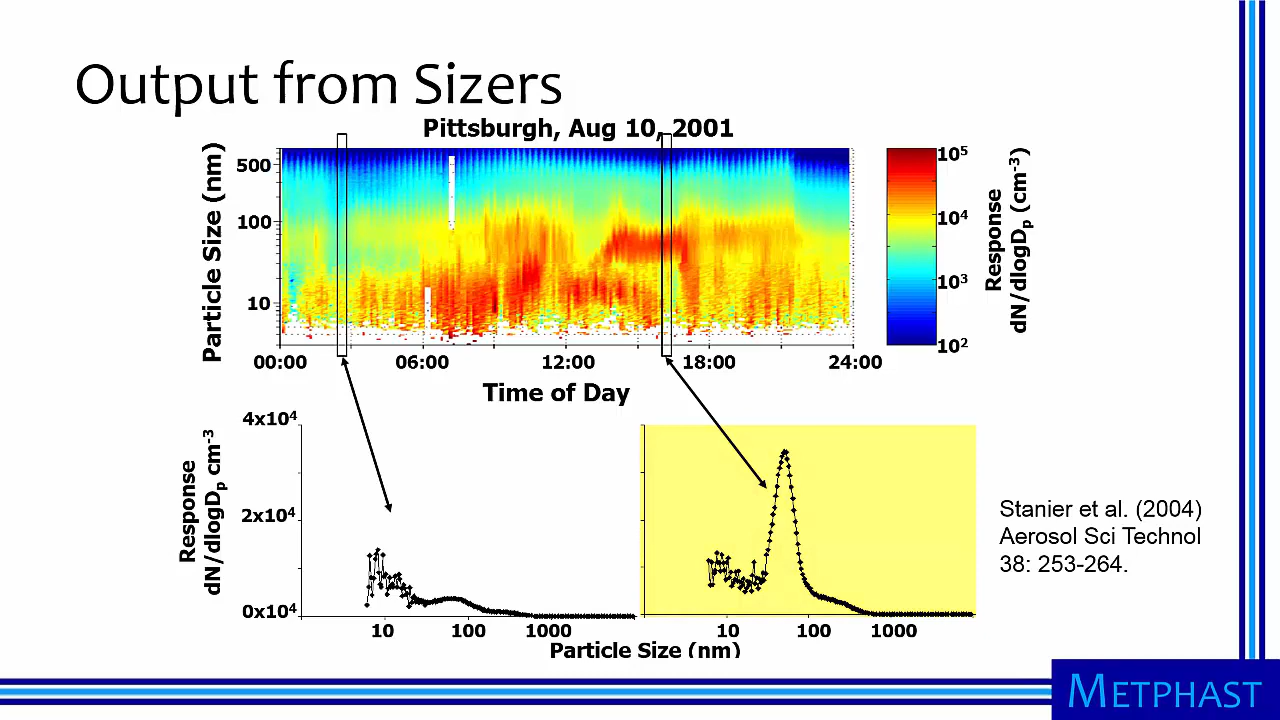 Output from Sizers
Pittsburgh, Aug 10, 2001
Particle Size (nm)
500
100
10
00:00 06:00 12:00 18:00 24:00
Time of Day
10⁵
10⁴
10³
10²
Response
dN/dlogDₚ (cm⁻³)
Response
dN/dlogDₚ cm⁻³
4x10⁴
2x10⁴
0x10⁴
10 100 1000
10 100 1000
Particle Size (nm)
Stanier et al. (2004)
Aerosol Sci Technol
38: 253-264.
METPHAST